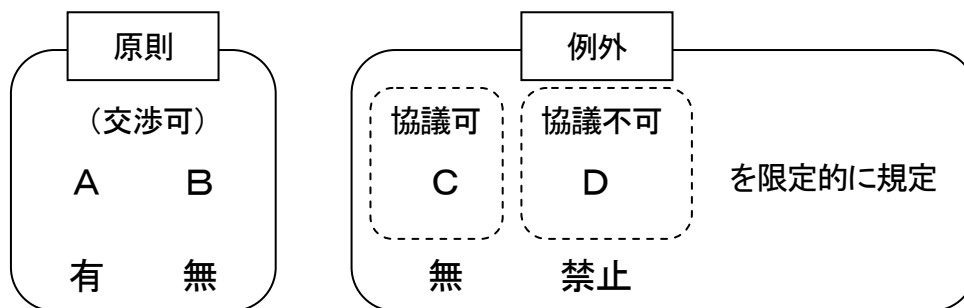 原則
(交渉可)
A B
有 無
例外
協議可 協議不可
C D
を限定的に規定
無 禁止